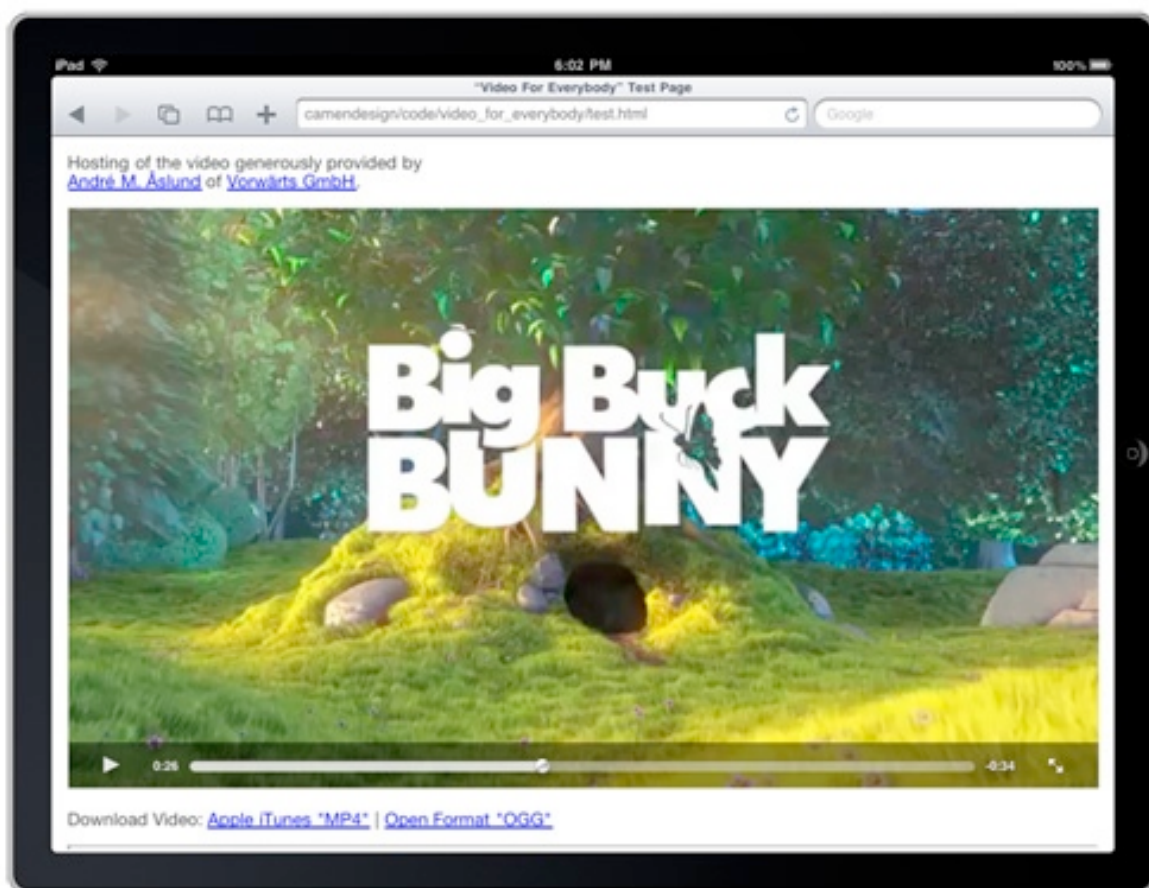 iPad
6:02 PM
100%
"Video For Everybody" Test Page
camendesign/code/video_for_everybody/test.html
Google
Hosting of the video generously provided by
André M. Åslund of Vorwärts GmbH.
Big Buck
BUNNY
0:26
-0:34
Download Video: Apple iTunes "MP4" | Open Format "OGG"